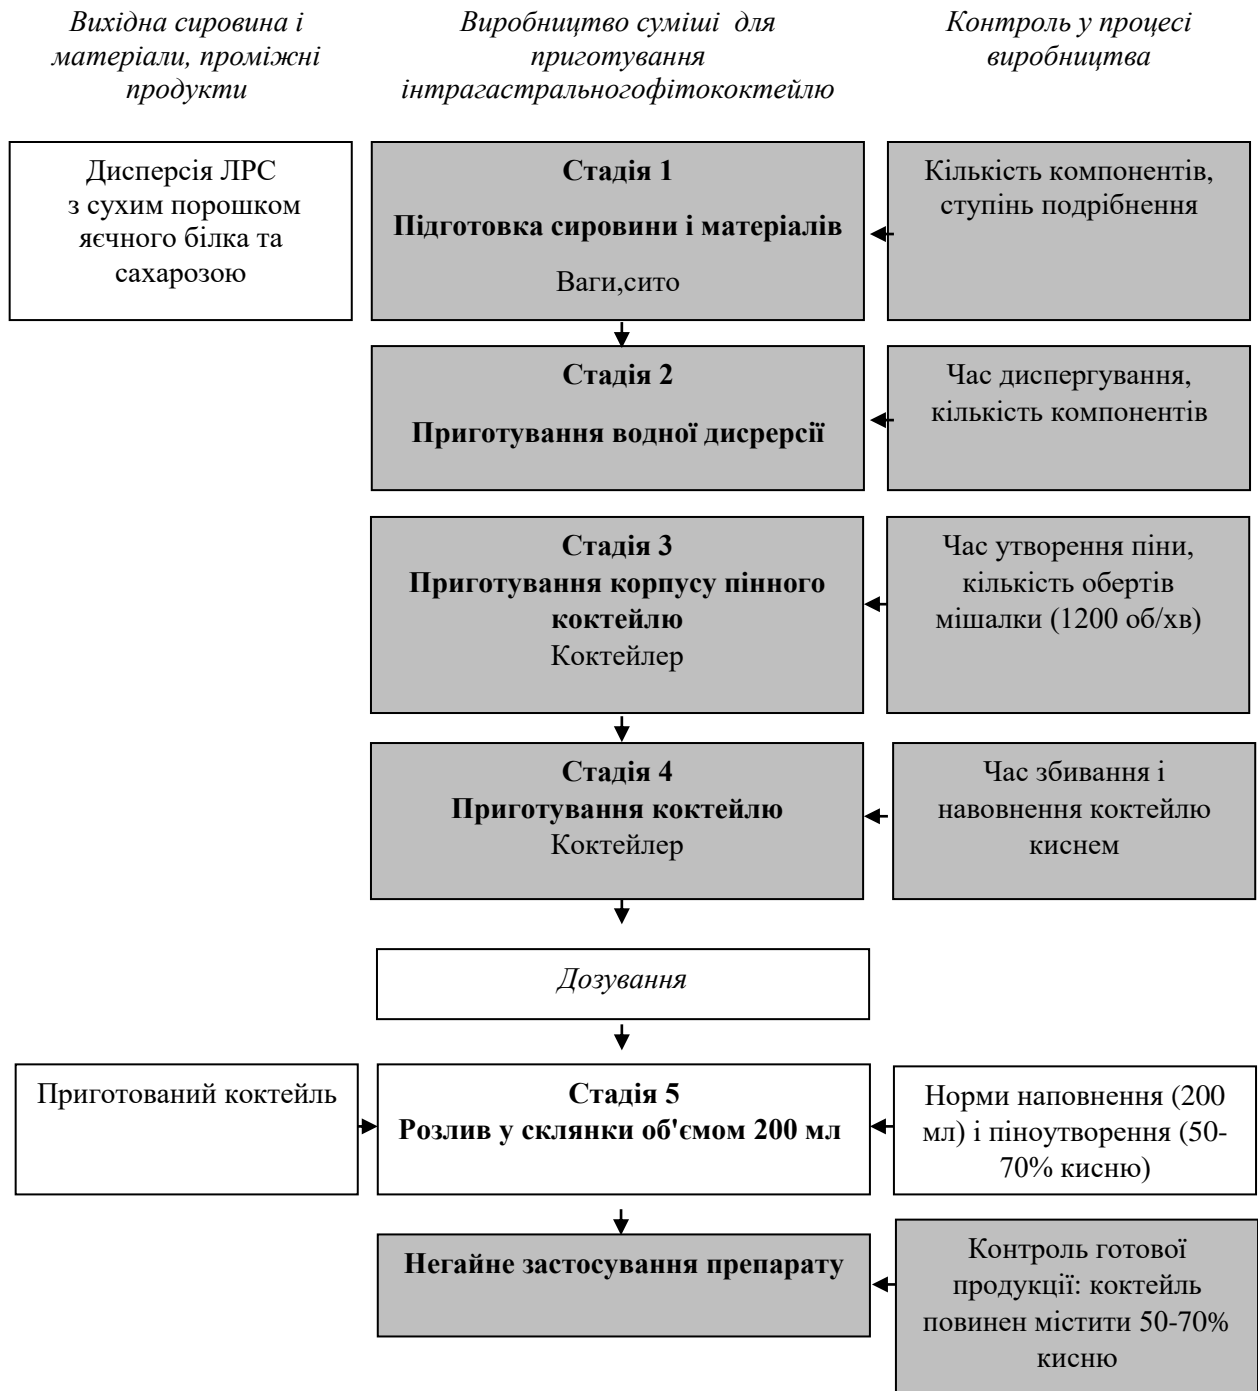 Вихідна сировина і
матеріали, проміжні
продукти
Виробництво суміші для
приготування
інтрагастральногофітококтейлю
Контроль у процесі
виробництва
Дисперсія ЛРС
з сухим порошком
яєчного білка та
сахарозою
Стадія 1
Підготовка сировини і матеріалів
Ваги,сито
Кількість компонентів,
ступінь подрібнення
Стадія 2
Приготування водної дисрерсії
Час диспергування,
кількість компонентів
Стадія 3
Приготування корпусу пінного
коктейлю
Коктейлер
Час утворення піни,
кількість обертів
мішалки (1200 об/хв)
Стадія 4
Приготування коктейлю
Коктейлер
Час збивання і
навовнення коктейлю
киснем
Дозування
Приготований коктейль
Стадія 5
Розлив у склянки об'ємом 200 мл
Норми наповнення (200
мл) і піноутворення (50-
70% кисню)
Негайне застосування препарату
Контроль готової
продукції: коктейль
повинен містити 50-70%
кисню